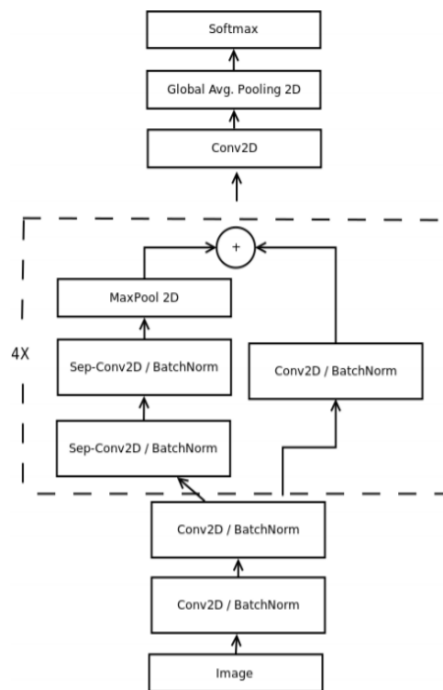 Softmax
Global Avg. Pooling 2D
Conv2D
+
MaxPool 2D
4X
Sep-Conv2D / BatchNorm
Conv2D / BatchNorm
Sep-Conv2D / BatchNorm
Conv2D / BatchNorm
Conv2D / BatchNorm
Image